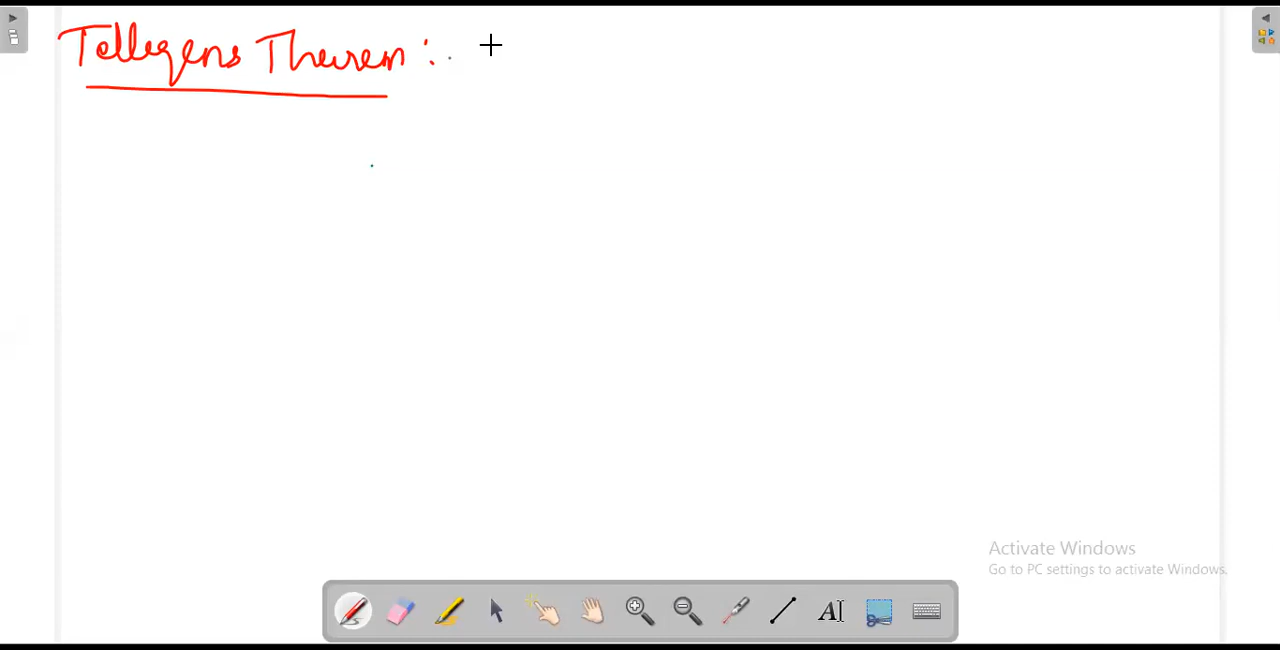 Tellegens Theorem :
Activate Windows
Go to PC settings to activate Windows.